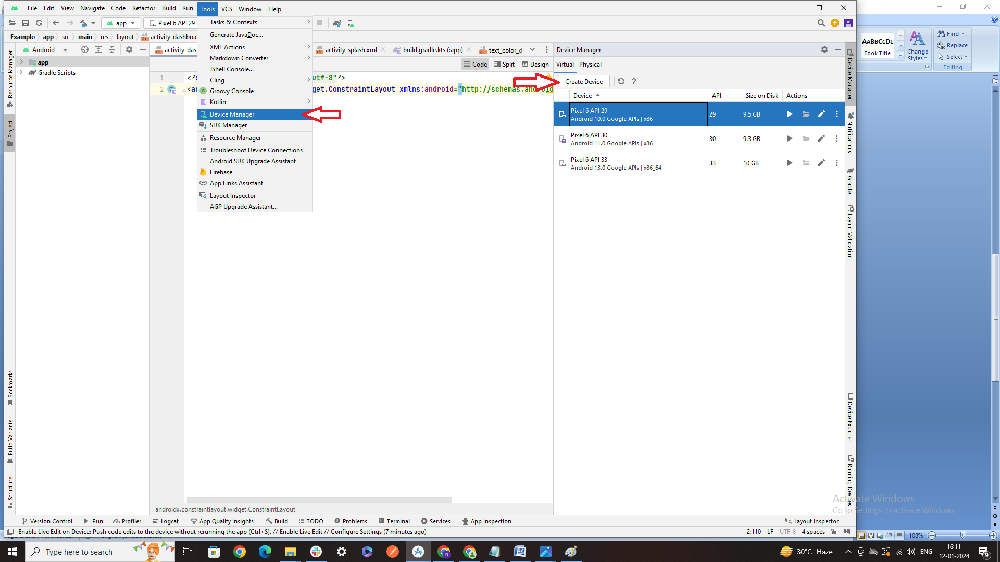 File Edit View Navigate Code Refactor Build Run Tools VCS Window Help
app Pixel 6 API 29
Example app src main res layout activity_dashboa
Android
app
Gradle Scripts
Tasks & Contexts
Generate JavaDoc...
XML Actions
Markdown Converter
JShell Console...
Cling
Groovy Console
Kotlin
Device Manager
SDK Manager
Resource Manager
Troubleshoot Device Connections
Android SDK Upgrade Assistant
Firebase
App Links Assistant
Layout Inspector
AGP Upgrade Assistant...
activity_das activity_splash.xml build.gradle.kts (:app) text_color_d
Code Split Design
1 <? utf-8"?>
2 <an get.ConstraintLayout xmlns:android="http://schemas.android
Device Manager
Virtual Physical
Create Device ?
Device API Size on Disk Actions
Pixel 6 API 29 29 9.5 GB
Android 10.0 Google APIs | x86
Pixel 6 API 30 30 9.3 GB
Android 11.0 Google APIs | x86
Pixel 6 API 33 33 10 GB
Android 13.0 Google APIs | x86_64
Resource Manager
Project
Bookmarks
Build Variants
Structure
Device Manager
Notifications
Gradle
Layout Validation
Device Explorer
Running Devices
AABBCCDE
Book Title
Change
Styles
Find
Replace
Select
Editing
Activate Windows
Go to Settings to activate Windows.
androidx.constraintlayout.widget.ConstraintLayout
Version Control Run Profiler Logcat App Quality Insights Build TODO Problems Terminal Services App Inspection Layout Inspector
Enable Live Edit on Device: Push code edits to the device without rerunning the app (Ctrl+S). // Enable Live Edit // Configure Settings (7 minutes ago) 2:110 LF UTF-8 4 spaces
108%
Type here to search
30°C Haze ENG
16:11
12-01-2024
9